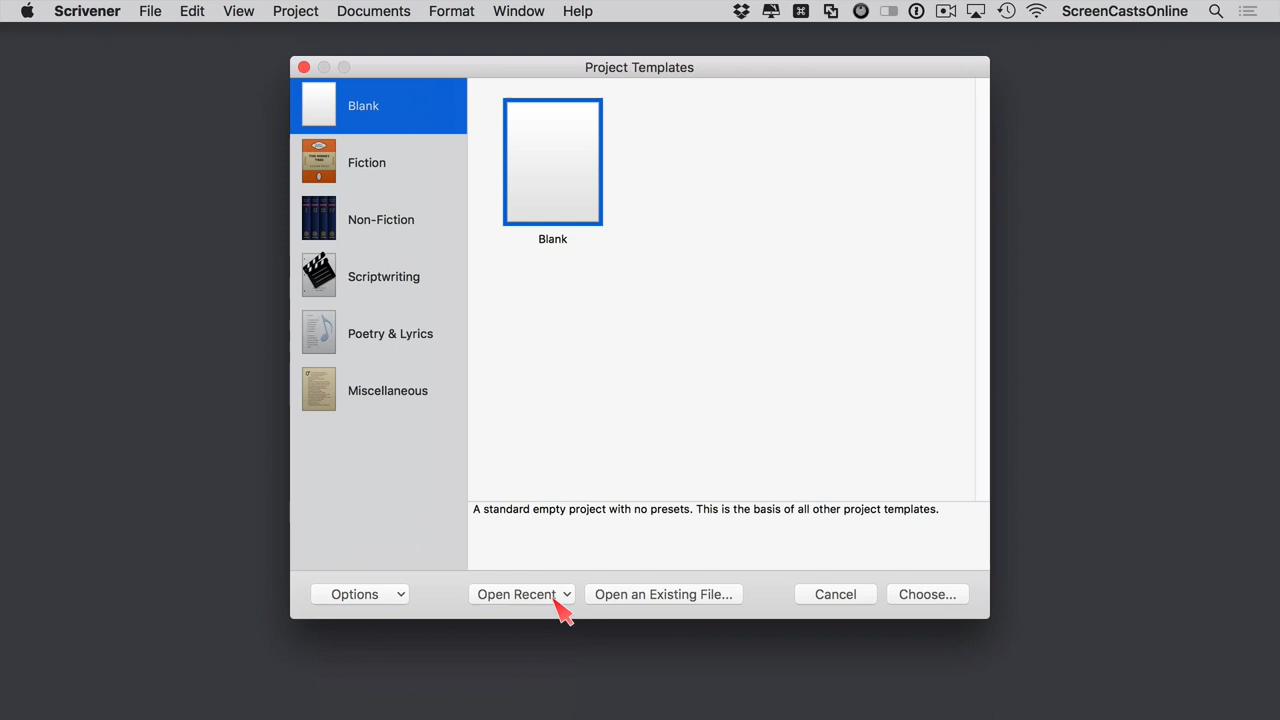 Scrivener File Edit View Project Documents Format Window Help ScreenCastsOnline
Project Templates
Blank
Fiction
Non-Fiction
Scriptwriting
Poetry & Lyrics
Miscellaneous
Blank
A standard empty project with no presets. This is the basis of all other project templates.
Options Open Recent Open an Existing File... Cancel Choose...